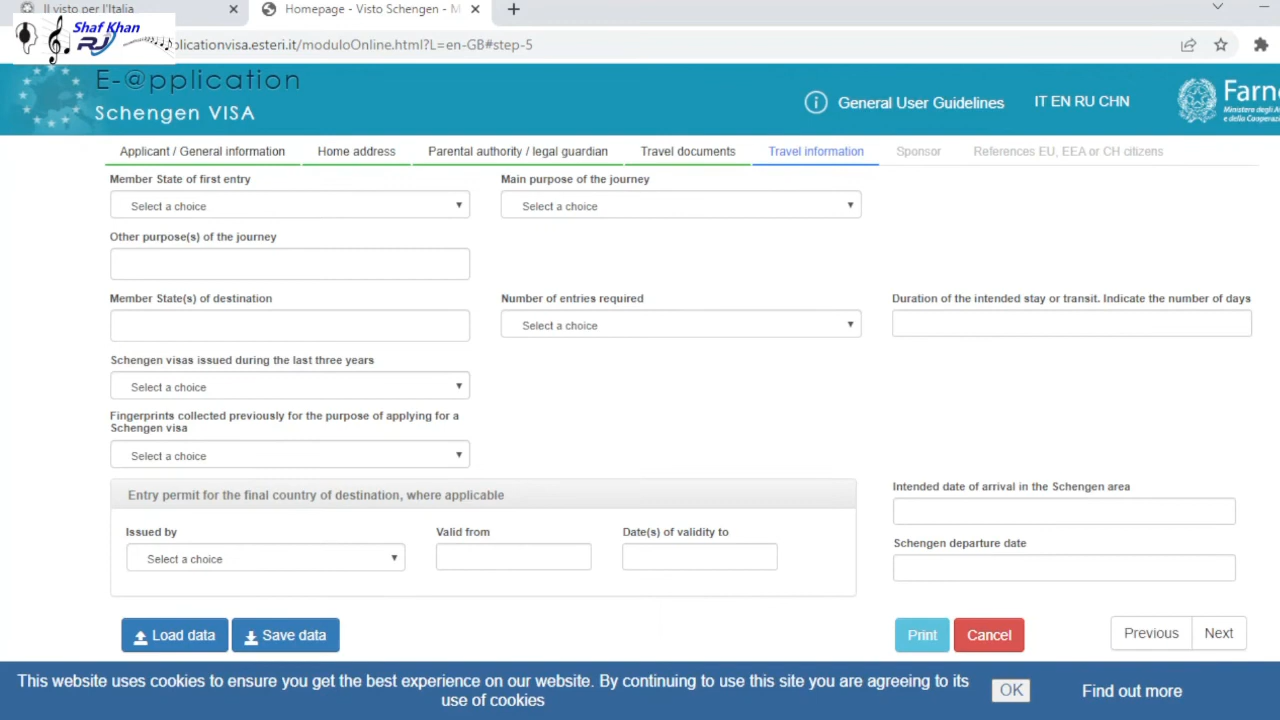 Il visto per l'Italia
Homepage - Visto Schengen - M
Shaf Khan
RJ
plicationvisa.esteri.it/moduloOnline.html?L=en-GB#step-5
E-@pplication
Schengen VISA
General User Guidelines
IT EN RU CHN
Farne
Ministero degli A
e della Cooperazi
Applicant / General information
Home address
Parental authority / legal guardian
Travel documents
Travel information
Sponsor
References EU, EEA or CH citizens
Member State of first entry
Main purpose of the journey
Select a choice
Select a choice
Other purpose(s) of the journey
Member State(s) of destination
Number of entries required
Duration of the intended stay or transit. Indicate the number of days
Select a choice
Schengen visas issued during the last three years
Select a choice
Fingerprints collected previously for the purpose of applying for a
Schengen visa
Select a choice
Entry permit for the final country of destination, where applicable
Intended date of arrival in the Schengen area
Issued by
Valid from
Date(s) of validity to
Select a choice
Schengen departure date
Load data
Save data
Print
Cancel
Previous
Next
This website uses cookies to ensure you get the best experience on our website. By continuing to use this site you are agreeing to its
use of cookies
OK
Find out more